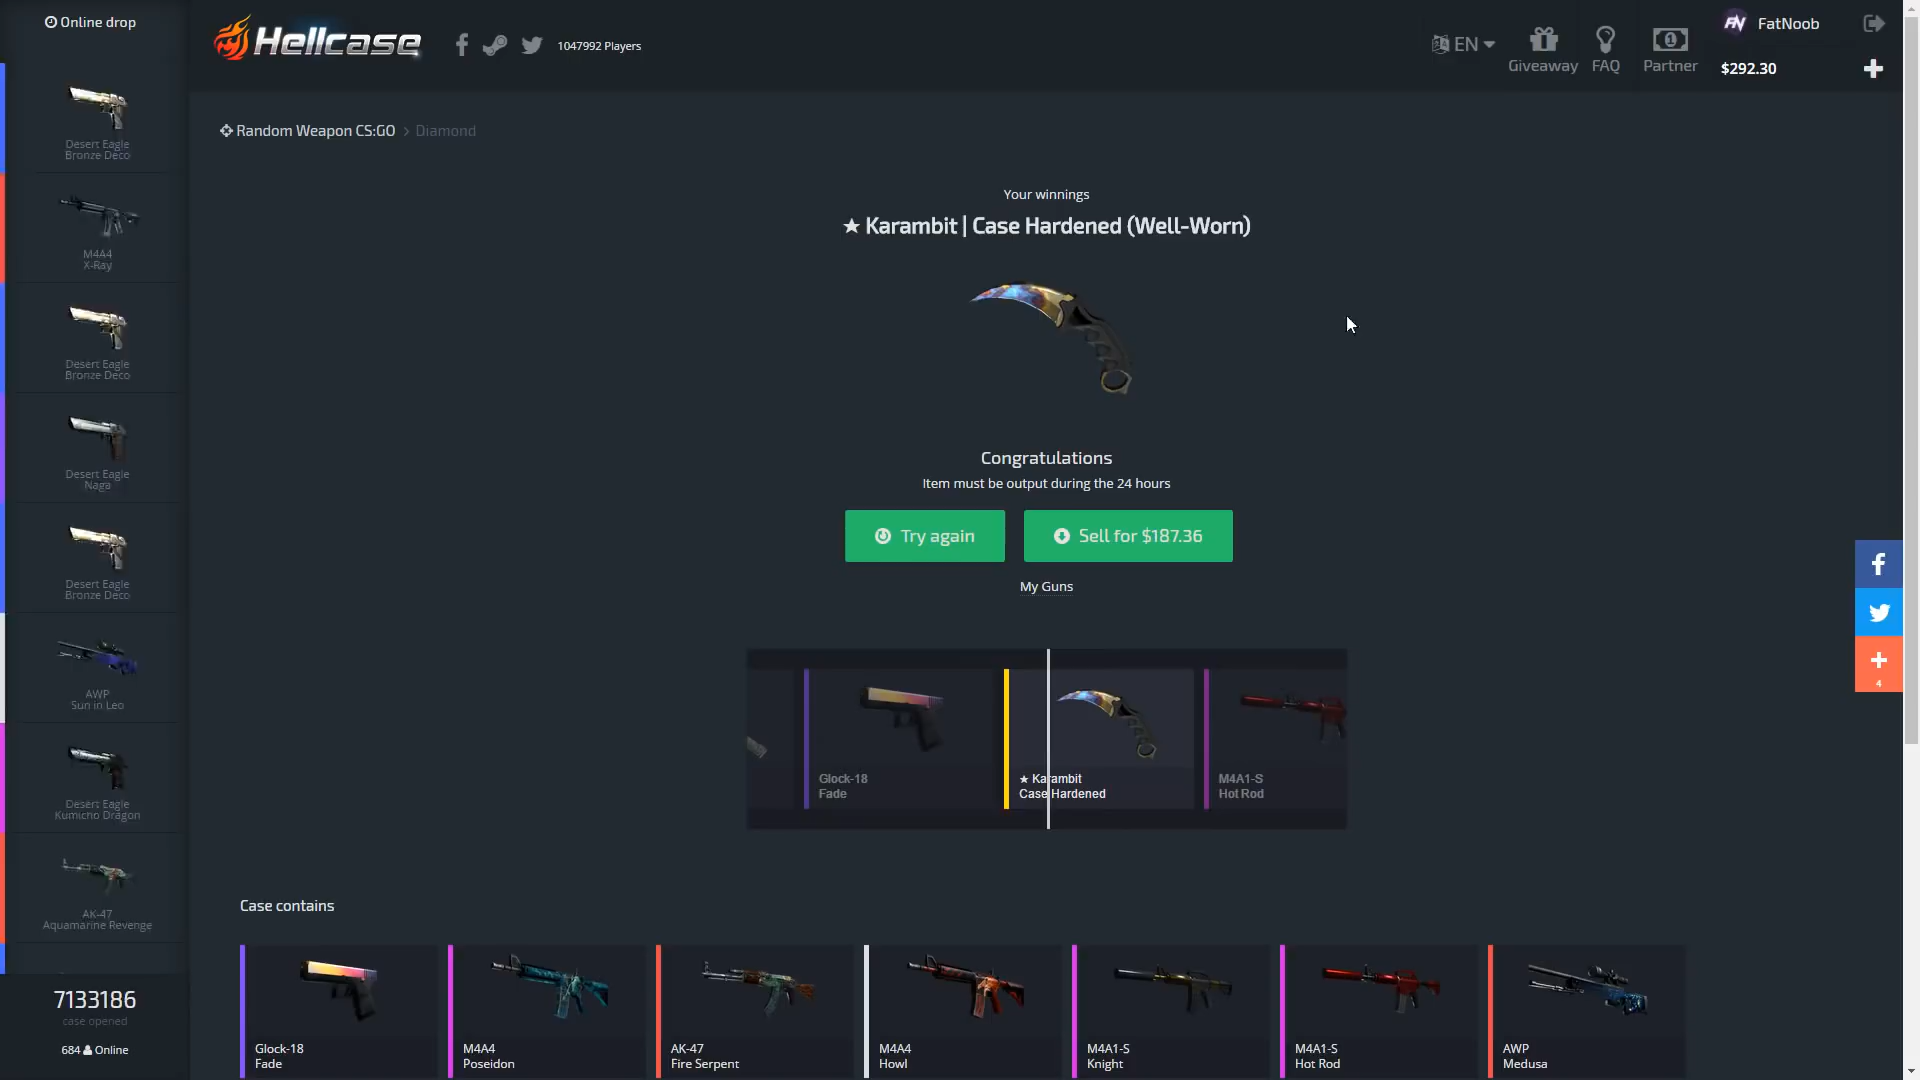 Online drop
Desert Eagle
Bronze Deco
M4A4
X-Ray
Desert Eagle
Bronze Deco
Desert Eagle
Naga
Desert Eagle
Bronze Deco
AWP
Sun in Leo
Desert Eagle
Kumicho Dragon
AK-47
Aquamarine Revenge
7133186
case opened
684 Online
Hellcase
1047992 Players
EN
Giveaway
FAQ
Partner
FatNoob
$292.30
Random Weapon CS:GO > Diamond
Your winnings
★ Karambit | Case Hardened (Well-Worn)
Congratulations
Item must be output during the 24 hours
Try again
Sell for $187.36
My Guns
Glock-18
Fade
★ Karambit
Case Hardened
M4A1-S
Hot Rod
4
Case contains
Glock-18
Fade
M4A4
Poseidon
AK-47
Fire Serpent
M4A4
Howl
M4A1-S
Knight
M4A1-S
Hot Rod
AWP
Medusa